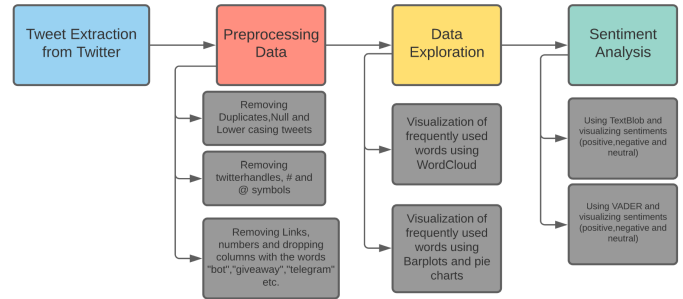 Tweet Extraction
from Twitter
Preprocessing
Data
Data
Exploration
Sentiment
Analysis
Removing
Duplicates,Null and
Lower casing tweets
Removing
twitterhandles, # and
@ symbols
Removing Links,
numbers and dropping
columns with the words
"bot","giveaway","telegram"
etc.
Visualization of
frequently used
words using
WordCloud
Visualization of
frequently used
words using
Barplots and pie
charts
Using TextBlob and
visualizing sentiments
(positive,negative and
neutral)
Using VADER and
visualizing sentiments
(positive,negative and
neutral)